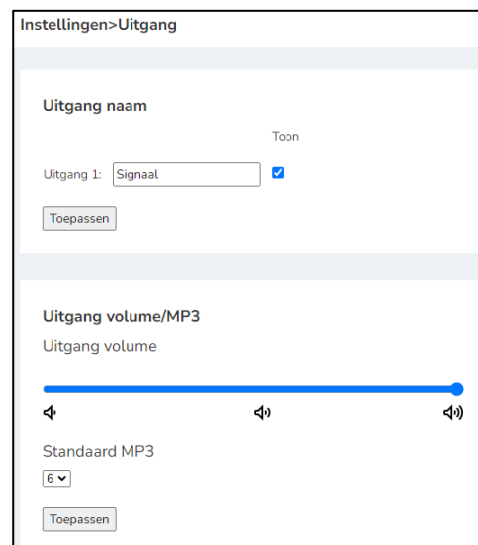 Instellingen>Uitgang
Uitgang naam
Toon
Uitgang 1: Signaal
Toepassen
Uitgang volume/MP3
Uitgang volume
Standaard MP3
6
Toepassen